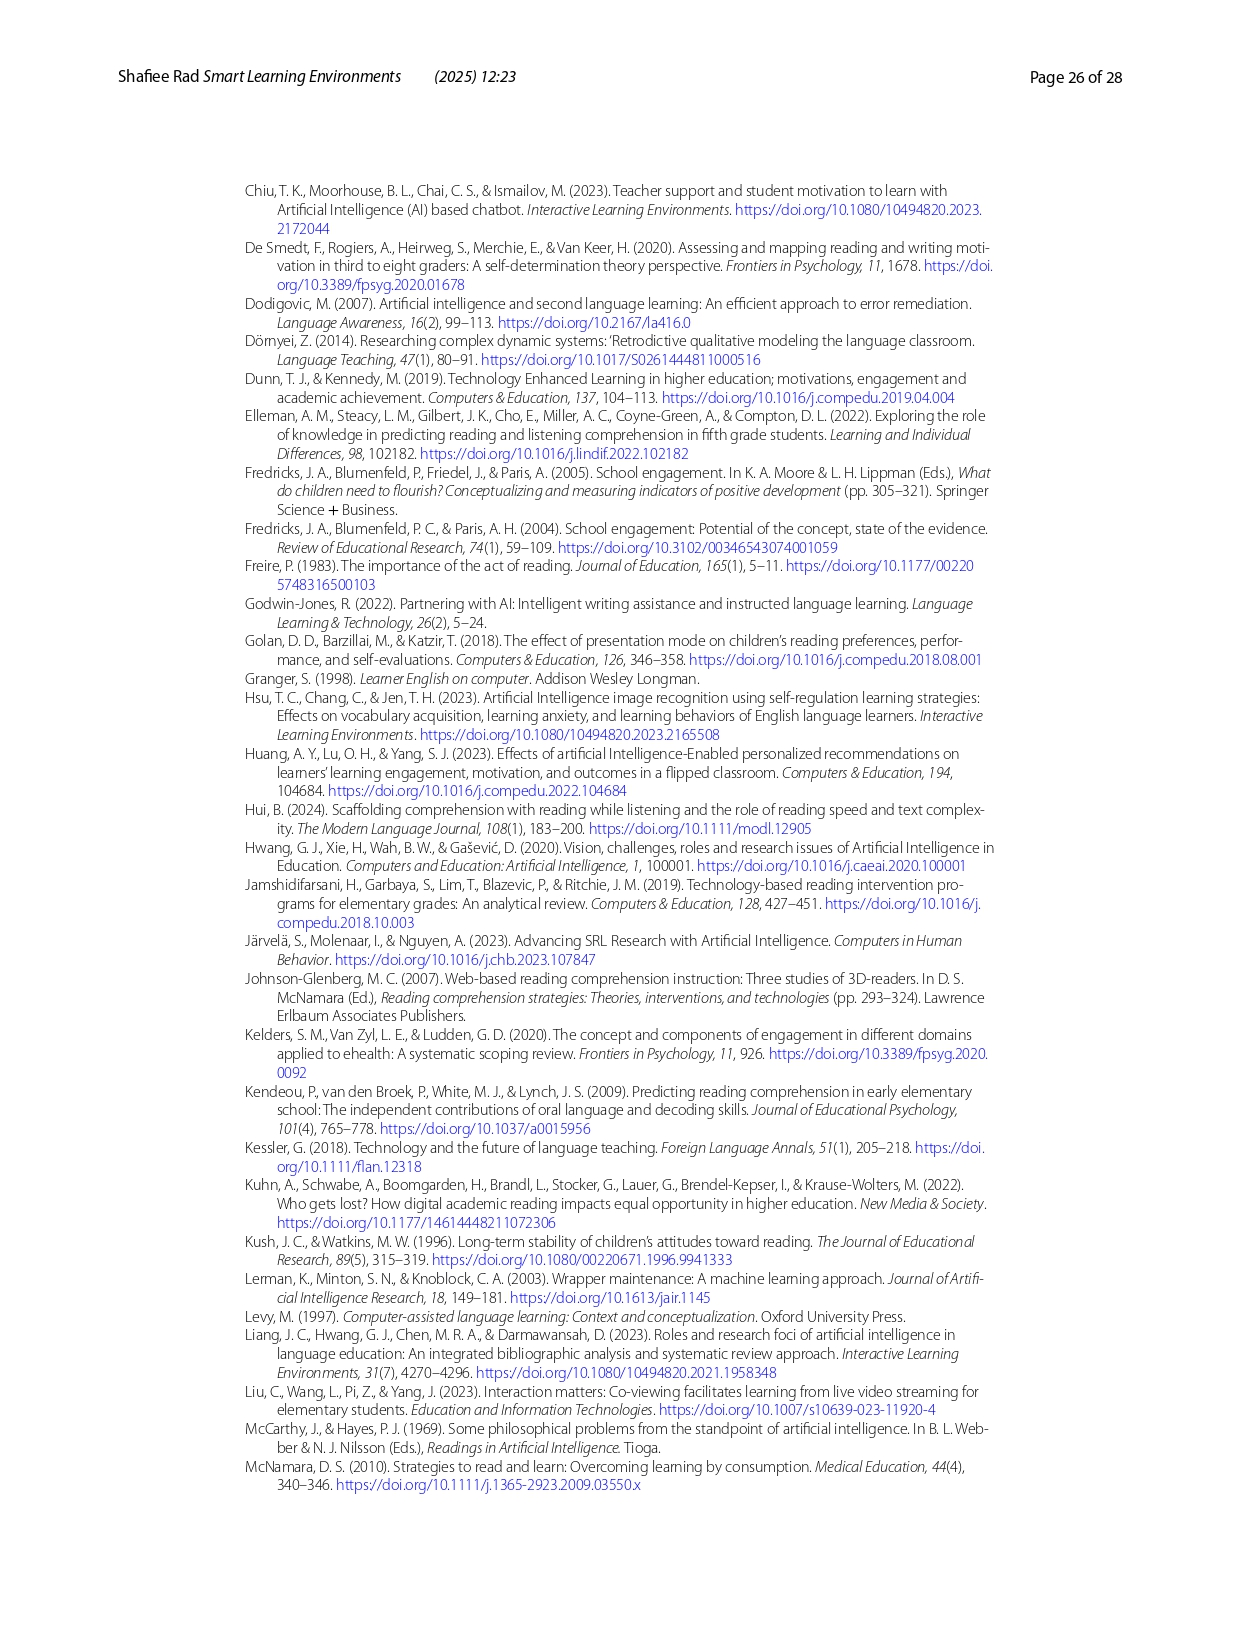 Shafiee Rad Smart Learning Environments (2025) 12:23
Page 26 of 28
Chiu, T. K., Moorhouse, B. L., Chai, C. S., & Ismailov, M. (2023). Teacher support and student motivation to learn with
Artificial Intelligence (AI) based chatbot. Interactive Learning Environments. https://doi.org/10.1080/10494820.2023.
2172044
De Smedt, F., Rogiers, A., Heirweg, S., Merchie, E., & Van Keer, H. (2020). Assessing and mapping reading and writing moti-
vation in third to eight graders: A self-determination theory perspective. Frontiers in Psychology, 11, 1678. https://doi.
org/10.3389/fpsyg.2020.01678
Dodigovic, M. (2007). Artificial intelligence and second language learning: An efficient approach to error remediation.
Language Awareness, 16(2), 99–113. https://doi.org/10.2167/la416.0
Dörnyei, Z. (2014). Researching complex dynamic systems: ‘Retrodictive qualitative modeling the language classroom.
Language Teaching, 47(1), 80–91. https://doi.org/10.1017/S0261444811000516
Dunn, T. J., & Kennedy, M. (2019). Technology Enhanced Learning in higher education; motivations, engagement and
academic achievement. Computers & Education, 137, 104–113. https://doi.org/10.1016/j.compedu.2019.04.004
Elleman, A. M., Steacy, L. M., Gilbert, J. K., Cho, E., Miller, A. C., Coyne-Green, A., & Compton, D. L. (2022). Exploring the role
of knowledge in predicting reading and listening comprehension in fifth grade students. Learning and Individual
Differences, 98, 102182. https://doi.org/10.1016/j.lindif.2022.102182
Fredricks, J. A., Blumenfeld, P., Friedel, J., & Paris, A. (2005). School engagement. In K. A. Moore & L. H. Lippman (Eds.), What
do children need to flourish? Conceptualizing and measuring indicators of positive development (pp. 305–321). Springer
Science + Business.
Fredricks, J. A., Blumenfeld, P. C., & Paris, A. H. (2004). School engagement: Potential of the concept, state of the evidence.
Review of Educational Research, 74(1), 59–109. https://doi.org/10.3102/00346543074001059
Freire, P. (1983). The importance of the act of reading. Journal of Education, 165(1), 5–11. https://doi.org/10.1177/00220
5748316500103
Godwin-Jones, R. (2022). Partnering with AI: Intelligent writing assistance and instructed language learning. Language
Learning & Technology, 26(2), 5–24.
Golan, D. D., Barzillai, M., & Katzir, T. (2018). The effect of presentation mode on children’s reading preferences, perfor-
mance, and self-evaluations. Computers & Education, 126, 346–358. https://doi.org/10.1016/j.compedu.2018.08.001
Granger, S. (1998). Learner English on computer. Addison Wesley Longman.
Hsu, T. C., Chang, C., & Jen, T. H. (2023). Artificial Intelligence image recognition using self-regulation learning strategies:
Effects on vocabulary acquisition, learning anxiety, and learning behaviors of English language learners. Interactive
Learning Environments. https://doi.org/10.1080/10494820.2023.2165508
Huang, A. Y., Lu, O. H., & Yang, S. J. (2023). Effects of artificial Intelligence-Enabled personalized recommendations on
learners’ learning engagement, motivation, and outcomes in a flipped classroom. Computers & Education, 194,
104684. https://doi.org/10.1016/j.compedu.2022.104684
Hui, B. (2024). Scaffolding comprehension with reading while listening and the role of reading speed and text complex-
ity. The Modern Language Journal, 108(1), 183–200. https://doi.org/10.1111/modl.12905
Hwang, G. J., Xie, H., Wah, B. W., & Gašević, D. (2020). Vision, challenges, roles and research issues of Artificial Intelligence in
Education. Computers and Education: Artificial Intelligence, 1, 100001. https://doi.org/10.1016/j.caeai.2020.100001
Jamshidifarsani, H., Garbaya, S., Lim, T., Blazevic, P., & Ritchie, J. M. (2019). Technology-based reading intervention pro-
grams for elementary grades: An analytical review. Computers & Education, 128, 427–451. https://doi.org/10.1016/j.
compedu.2018.10.003
Järvelä, S., Molenaar, I., & Nguyen, A. (2023). Advancing SRL Research with Artificial Intelligence. Computers in Human
Behavior. https://doi.org/10.1016/j.chb.2023.107847
Johnson-Glenberg, M. C. (2007). Web-based reading comprehension instruction: Three studies of 3D-readers. In D. S.
McNamara (Ed.), Reading comprehension strategies: Theories, interventions, and technologies (pp. 293–324). Lawrence
Erlbaum Associates Publishers.
Kelders, S. M., Van Zyl, L. E., & Ludden, G. D. (2020). The concept and components of engagement in different domains
applied to ehealth: A systematic scoping review. Frontiers in Psychology, 11, 926. https://doi.org/10.3389/fpsyg.2020.
0092
Kendeou, P., van den Broek, P., White, M. J., & Lynch, J. S. (2009). Predicting reading comprehension in early elementary
school: The independent contributions of oral language and decoding skills. Journal of Educational Psychology,
101(4), 765–778. https://doi.org/10.1037/a0015956
Kessler, G. (2018). Technology and the future of language teaching. Foreign Language Annals, 51(1), 205–218. https://doi.
org/10.1111/flan.12318
Kuhn, A., Schwabe, A., Boomgarden, H., Brandl, L., Stocker, G., Lauer, G., Brendel-Kepser, I., & Krause-Wolters, M. (2022).
Who gets lost? How digital academic reading impacts equal opportunity in higher education. New Media & Society.
https://doi.org/10.1177/14614448211072306
Kush, J. C., & Watkins, M. W. (1996). Long-term stability of children’s attitudes toward reading. The Journal of Educational
Research, 89(5), 315–319. https://doi.org/10.1080/00220671.1996.9941333
Lerman, K., Minton, S. N., & Knoblock, C. A. (2003). Wrapper maintenance: A machine learning approach. Journal of Artifi-
cial Intelligence Research, 18, 149–181. https://doi.org/10.1613/jair.1145
Levy, M. (1997). Computer-assisted language learning: Context and conceptualization. Oxford University Press.
Liang, J. C., Hwang, G. J., Chen, M. R. A., & Darmawansah, D. (2023). Roles and research foci of artificial intelligence in
language education: An integrated bibliographic analysis and systematic review approach. Interactive Learning
Environments, 31(7), 4270–4296. https://doi.org/10.1080/10494820.2021.1958348
Liu, C., Wang, L., Pi, Z., & Yang, J. (2023). Interaction matters: Co-viewing facilitates learning from live video streaming for
elementary students. Education and Information Technologies. https://doi.org/10.1007/s10639-023-11920-4
McCarthy, J., & Hayes, P. J. (1969). Some philosophical problems from the standpoint of artificial intelligence. In B. L. Web-
ber & N. J. Nilsson (Eds.), Readings in Artificial Intelligence. Tioga.
McNamara, D. S. (2010). Strategies to read and learn: Overcoming learning by consumption. Medical Education, 44(4),
340–346. https://doi.org/10.1111/j.1365-2923.2009.03550.x